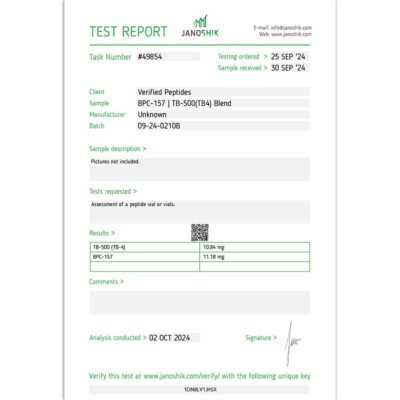 TEST REPORT
JANOSHIK
E-mail: info@janoshik.com
Web: www.janoshik.com
Task Number #49854
Testing ordered > 25 SEP '24
Sample received > 30 SEP '24
Client Verified Peptides
Sample BPC-157 | TB-500(TB4) Blend
Manufacturer Unknown
Batch 09-24-0210B
Sample description >
Pictures not included.
Tests requested >
Assessment of a peptide vial or vials.
Results >
TB-500 (TB-4) 10.84 mg
BPC-157 11.18 mg
Comments >
Analysis conducted > 02 OCT 2024
Signature >
Verify this test at www.janoshik.com/verify/ with the following unique key